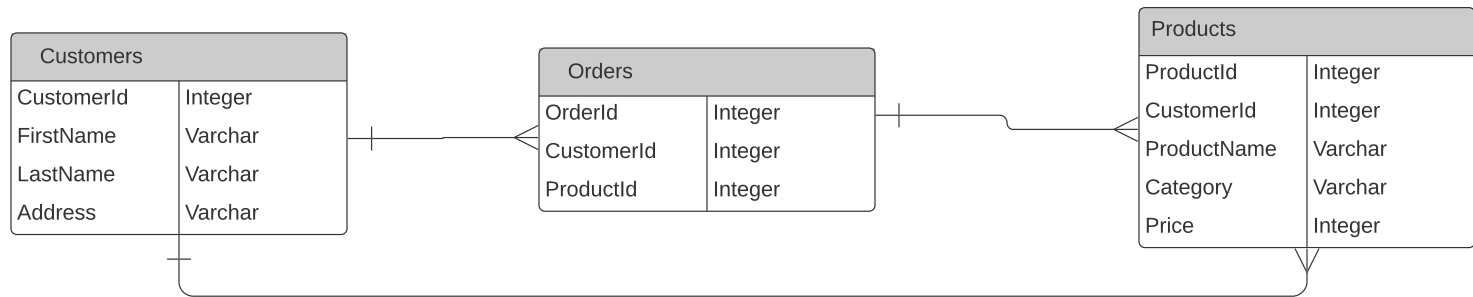 Customers
CustomerId Integer
FirstName Varchar
LastName Varchar
Address Varchar
Orders
OrderId Integer
CustomerId Integer
ProductId Integer
Products
ProductId Integer
CustomerId Integer
ProductName Varchar
Category Varchar
Price Integer